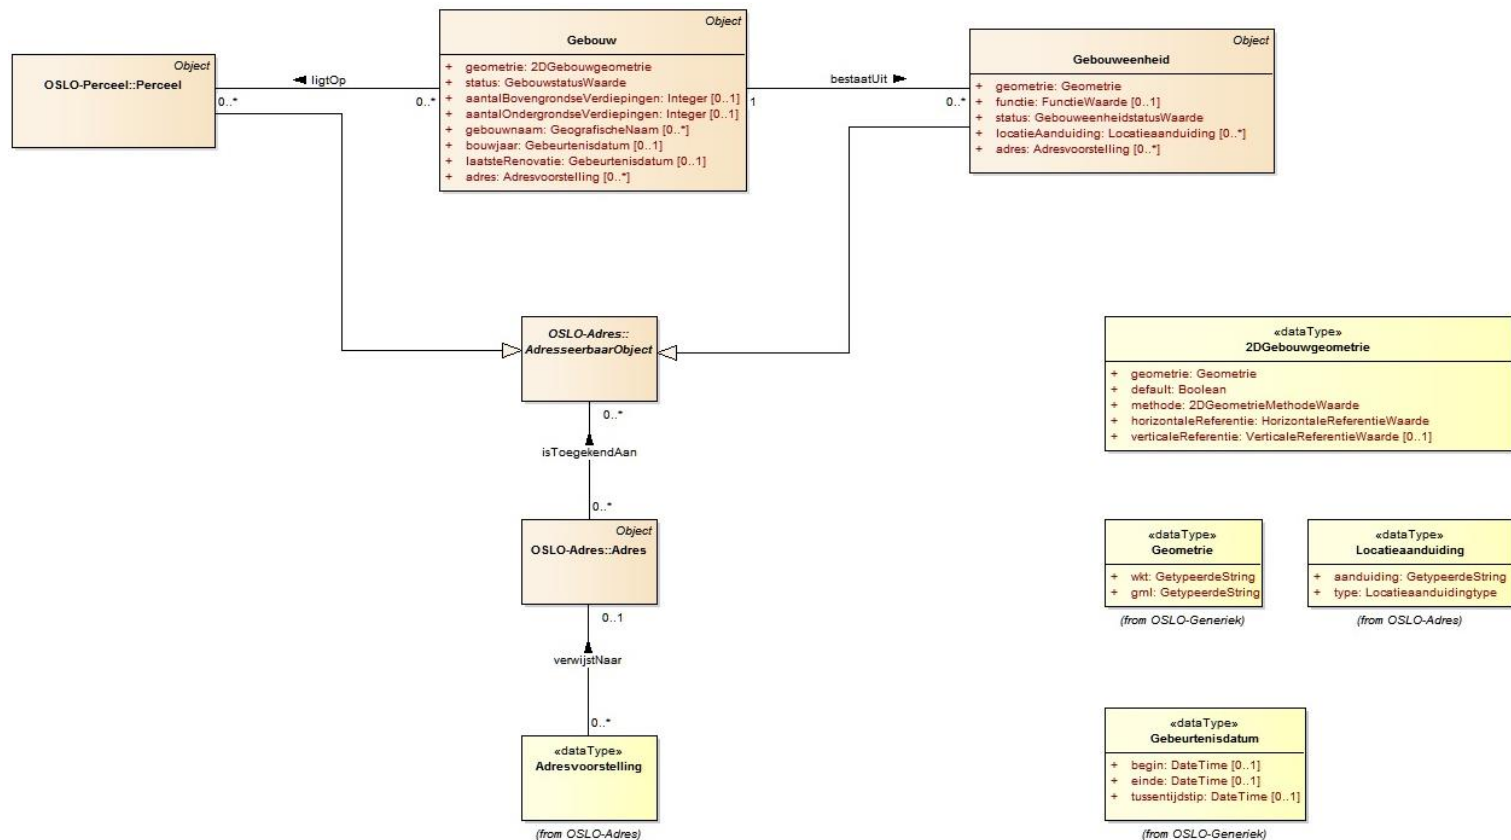 Object
OSLO-Perceel::Perceel
ligtOp
0..*
0..*
Object
Gebouw
+ geometrie: 2DGebouwgeometrie
+ status: GebouwstatusWaarde
+ aantalBovengrondseVerdiepingen: Integer [0..1]
+ aantalOndergrondseVerdiepingen: Integer [0..1]
+ gebouwnaam: GeografischeNaam [0..*]
+ bouwjaar: Gebeurtenisdatum [0..1]
+ laatsteRenovatie: Gebeurtenisdatum [0..1]
+ adres: Adresvoorstelling [0..*]
bestaatUit
1
0..*
Object
Gebouweenheid
+ geometrie: Geometrie
+ functie: FunctieWaarde [0..1]
+ status: GebouweenheidstatusWaarde
+ locatieAanduiding: Locatieaanduiding [0..*]
+ adres: Adresvoorstelling [0..*]
OSLO-Adres::
AdresseerbaarObject
0..*
isToegekendAan
0..*
Object
OSLO-Adres::Adres
0..1
verwijstNaar
0..*
«dataType»
Adresvoorstelling
(from OSLO-Adres)
«dataType»
2DGebouwgeometrie
+ geometrie: Geometrie
+ default: Boolean
+ methode: 2DGeometrieMethodeWaarde
+ horizontaleReferentie: HorizontaleReferentieWaarde
+ verticaleReferentie: VerticaleReferentieWaarde [0..1]
«dataType»
Geometrie
+ wkt: GetypeerdeString
+ gml: GetypeerdeString
(from OSLO-Generiek)
«dataType»
Locatieaanduiding
+ aanduiding: GetypeerdeString
+ type: Locatieaanduidingtype
(from OSLO-Adres)
«dataType»
Gebeurtenisdatum
+ begin: DateTime [0..1]
+ einde: DateTime [0..1]
+ tussentijdstip: DateTime [0..1]
(from OSLO-Generiek)